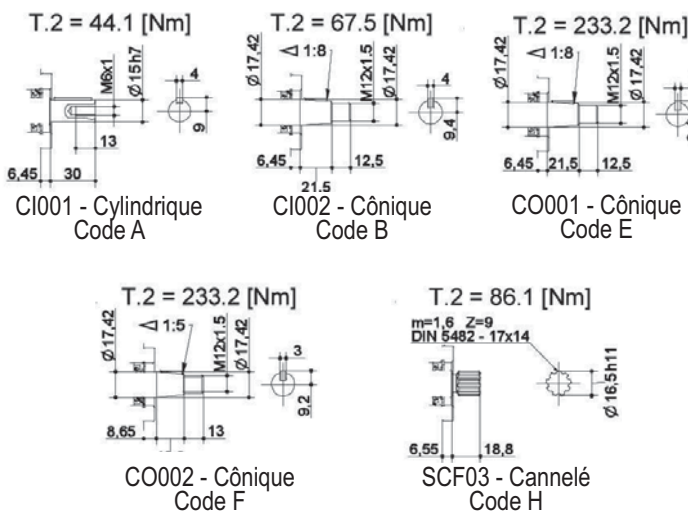 T.2 = 44.1 [Nm]
M6x1
Ø 15h7
4
9
13
6,45
30
CI001 - Cylindrique
Code A
T.2 = 67.5 [Nm]
Ø 17,42
1:8
M12x1.5
Ø 17,42
4
9,4
6,45
12,5
21,5
CI002 - Cônique
Code B
T.2 = 233.2 [Nm]
Ø 17,42
1:8
M12x1.5
Ø 17,42
6,45
21,5
12,5
CO001 - Cônique
Code E
T.2 = 233.2 [Nm]
Ø 17,42
1:5
M12x1.5
Ø 17,42
3
9,2
8,65
13
CO002 - Cônique
Code F
T.2 = 86.1 [Nm]
m=1,6 Z=9
DIN 5482 - 17x14
Ø 16,5h11
6,55
18,8
SCF03 - Cannelé
Code H